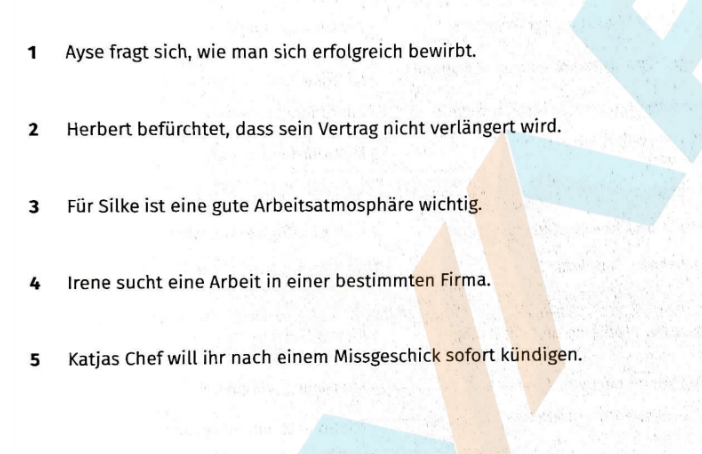 1 Ayse fragt sich, wie man sich erfolgreich bewirbt.
2 Herbert befürchtet, dass sein Vertrag nicht verlängert wird.
3 Für Silke ist eine gute Arbeitsatmosphäre wichtig.
4 Irene sucht eine Arbeit in einer bestimmten Firma.
5 Katjas Chef will ihr nach einem Missgeschick sofort kündigen.